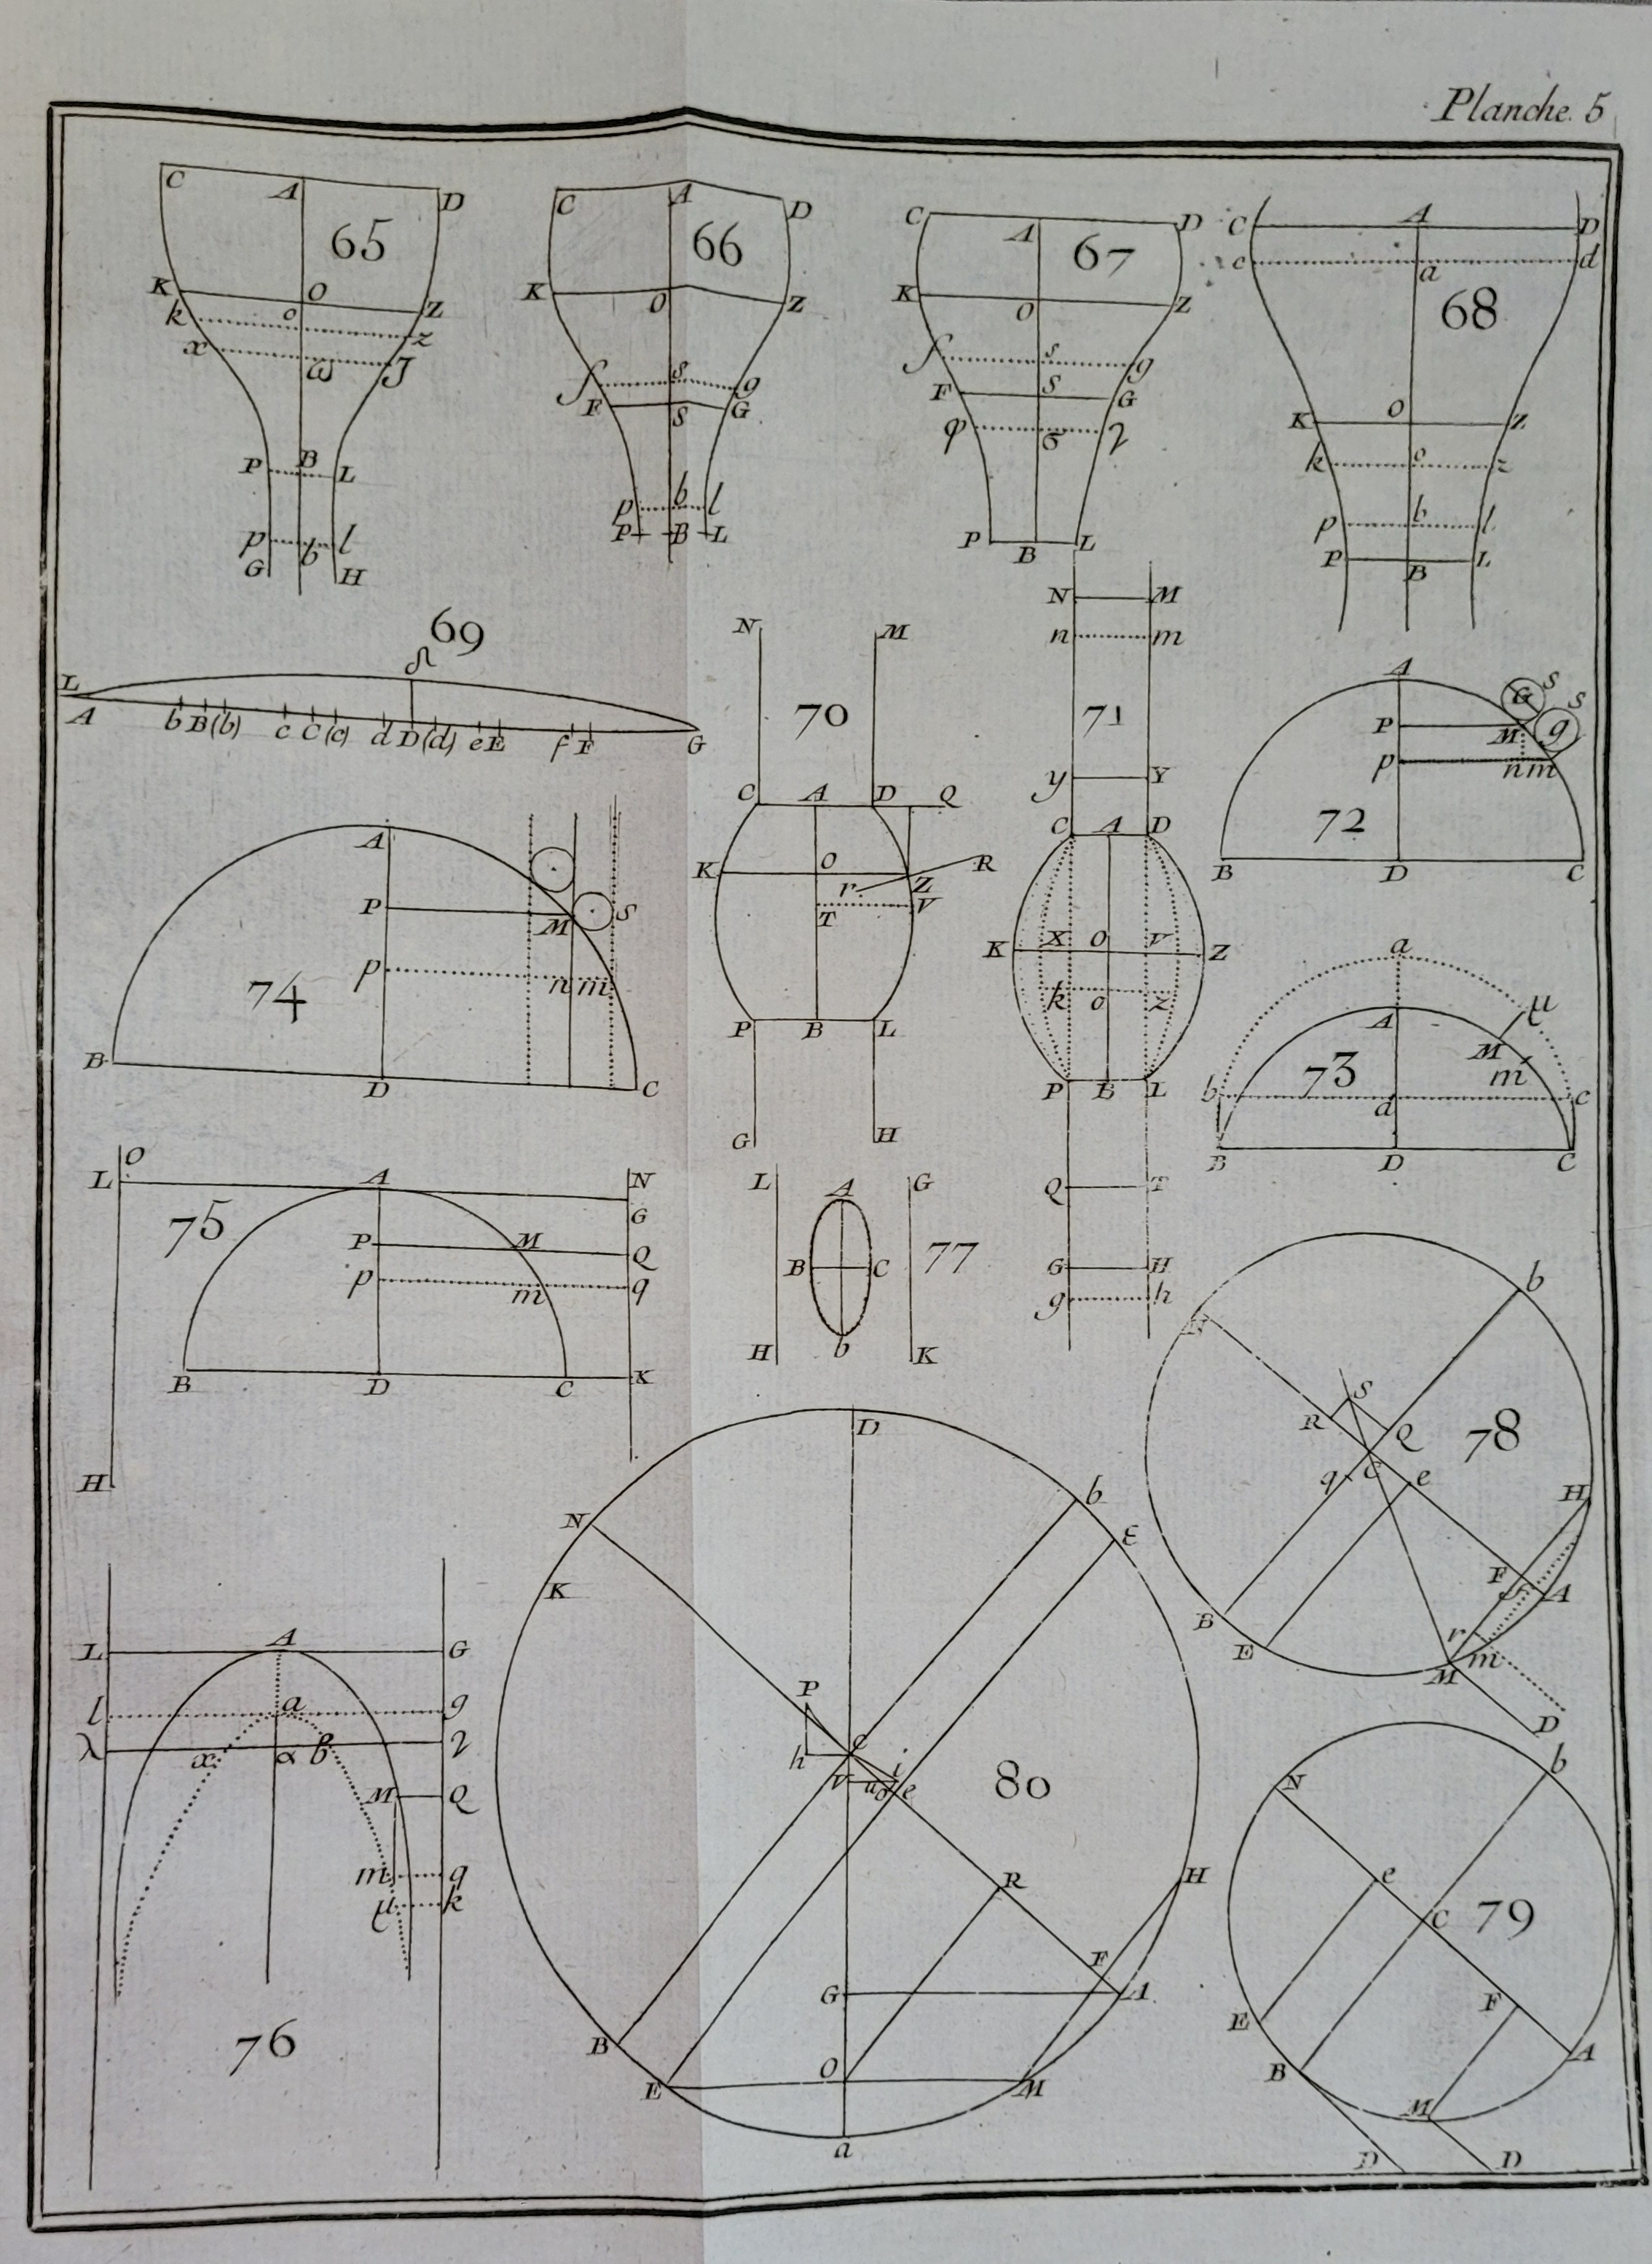 Planche. 5
C A D
65
K O Z
k o z
x ω J
P B L
p b l
G H
C A D
66
K O Z
f s g
F S G
p b l
P B L
C A D
67
K O Z
f s g
F S G
φ σ
P B L
C A D
c a d
68
K O Z
k o z
p b l
P B L
69
L
A b B (b) c C (c) d D (d) e E f F G
N M
70
C A D Q
K O Z R
r
T V
P B L
G H
N M
n m
71
y Y
C A D
K X O V Z
k o z
P B L
Q T
G H
g h
A
G S
S
P M g
p n m
72
B D C
A
P M S
p n m
74
B D C
a
A μ
M
73 m
b d c
B D C
O
L A N
75 G
P M Q
p m q
B D C K
H
L A G
B C 77
H b K
b
N
S
R Q
78
q C e
H
F f A
B
E r
M m
D
L A G
l a g
λ x α β
M Q
m q
μ k
76
D
N b
ε
K
P
C
h i
V e
80
R H
F
G A
B
O
E M
a
b
N
e
C 79
F
E
A
B
M
D D